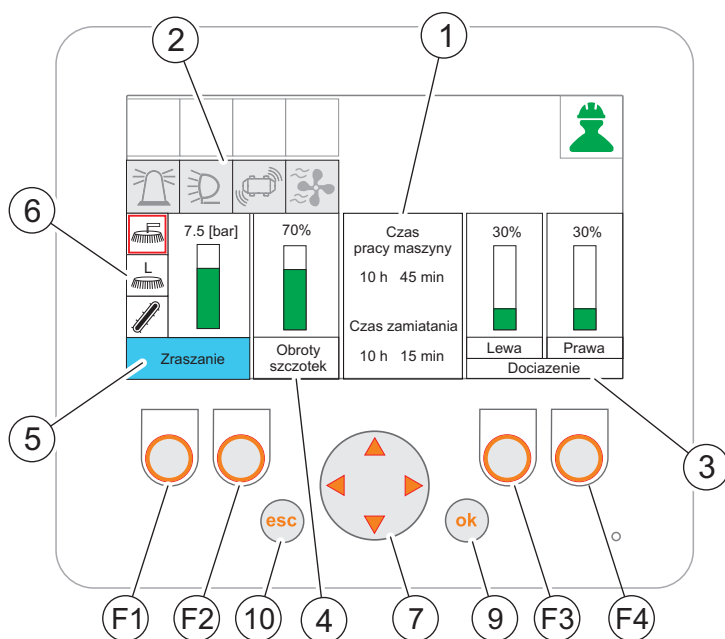 1
2
6
7.5 [bar]
70%
Czas
pracy maszyny
10 h 45 min
30%
30%
L
Czas zamiatania
10 h 15 min
Zraszanie
Obroty
szczotek
Lewa
Prawa
Dociazenie
5
3
esc
ok
F1
F2
10
4
7
9
F3
F4